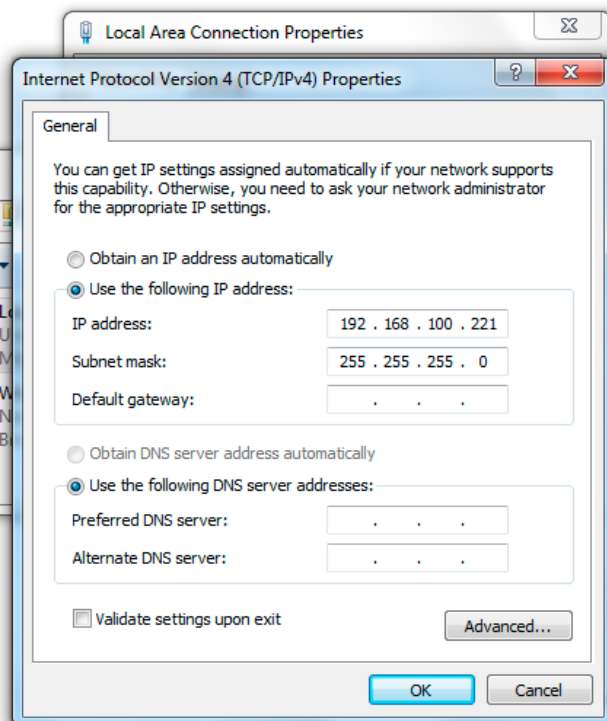 Local Area Connection Properties
Internet Protocol Version 4 (TCP/IPv4) Properties
General
You can get IP settings assigned automatically if your network supports
this capability. Otherwise, you need to ask your network administrator
for the appropriate IP settings.
Obtain an IP address automatically
Use the following IP address:
IP address: 192 . 168 . 100 . 221
Subnet mask: 255 . 255 . 255 . 0
Default gateway: . . .
Obtain DNS server address automatically
Use the following DNS server addresses:
Preferred DNS server: . . .
Alternate DNS server: . . .
Validate settings upon exit
Advanced...
OK Cancel